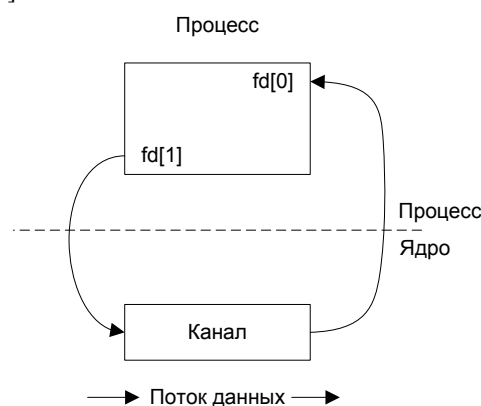 ]
Процесс
fd[0]
fd[1]
Процесс
Ядро
Канал
Поток данных